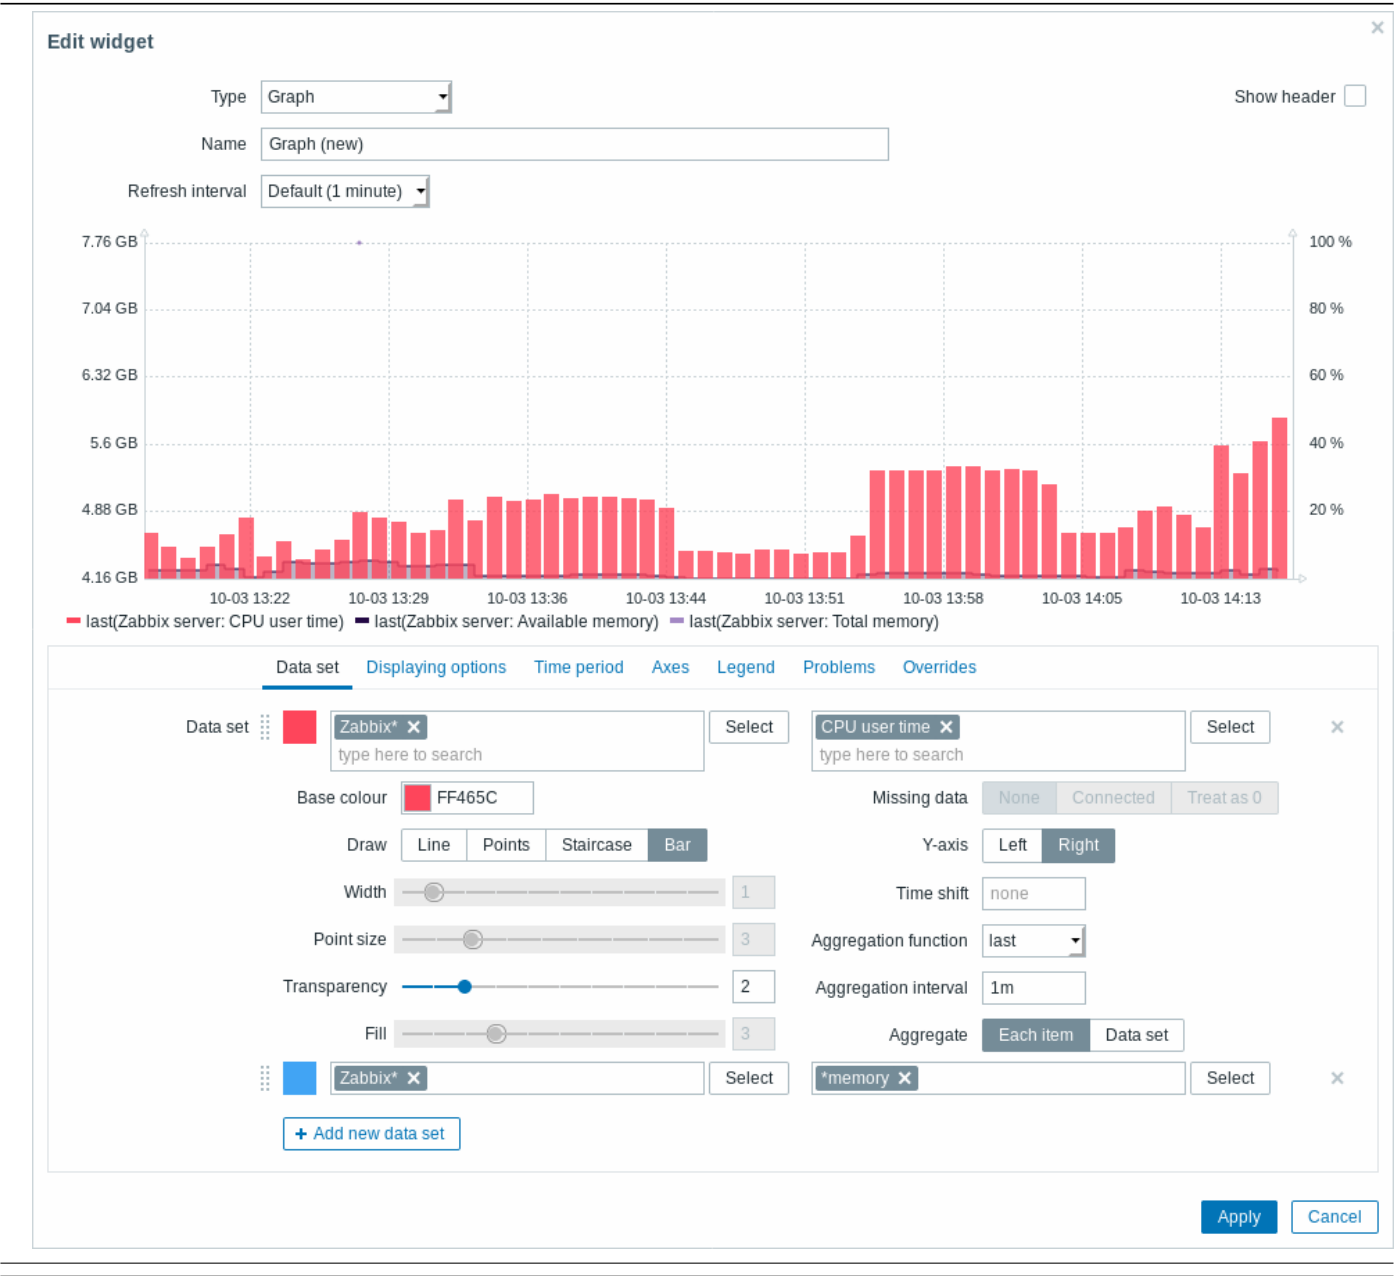 Edit widget
Type Graph Show header
Name Graph (new)
Refresh interval Default (1 minute)
7.76 GB 100 %
7.04 GB 80 %
6.32 GB 60 %
5.6 GB 40 %
4.88 GB 20 %
4.16 GB
10-03 13:22 10-03 13:29 10-03 13:36 10-03 13:44 10-03 13:51 10-03 13:58 10-03 14:05 10-03 14:13
last(Zabbix server: CPU user time) last(Zabbix server: Available memory) last(Zabbix server: Total memory)
Data set Displaying options Time period Axes Legend Problems Overrides
Data set Zabbix* Select CPU user time Select
type here to search type here to search
Base colour FF465C Missing data None Connected Treat as 0
Draw Line Points Staircase Bar Y-axis Left Right
Width 1 Time shift none
Point size 3 Aggregation function last
Transparency 2 Aggregation interval 1m
Fill 3 Aggregate Each item Data set
Zabbix* Select *memory Select
+ Add new data set
Apply Cancel